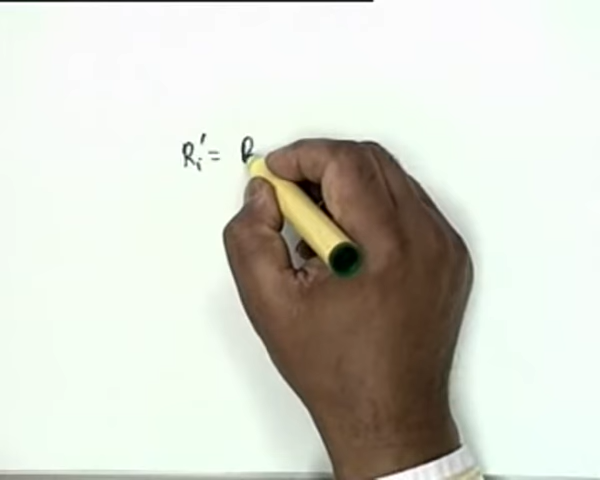 Rᵢ' = R